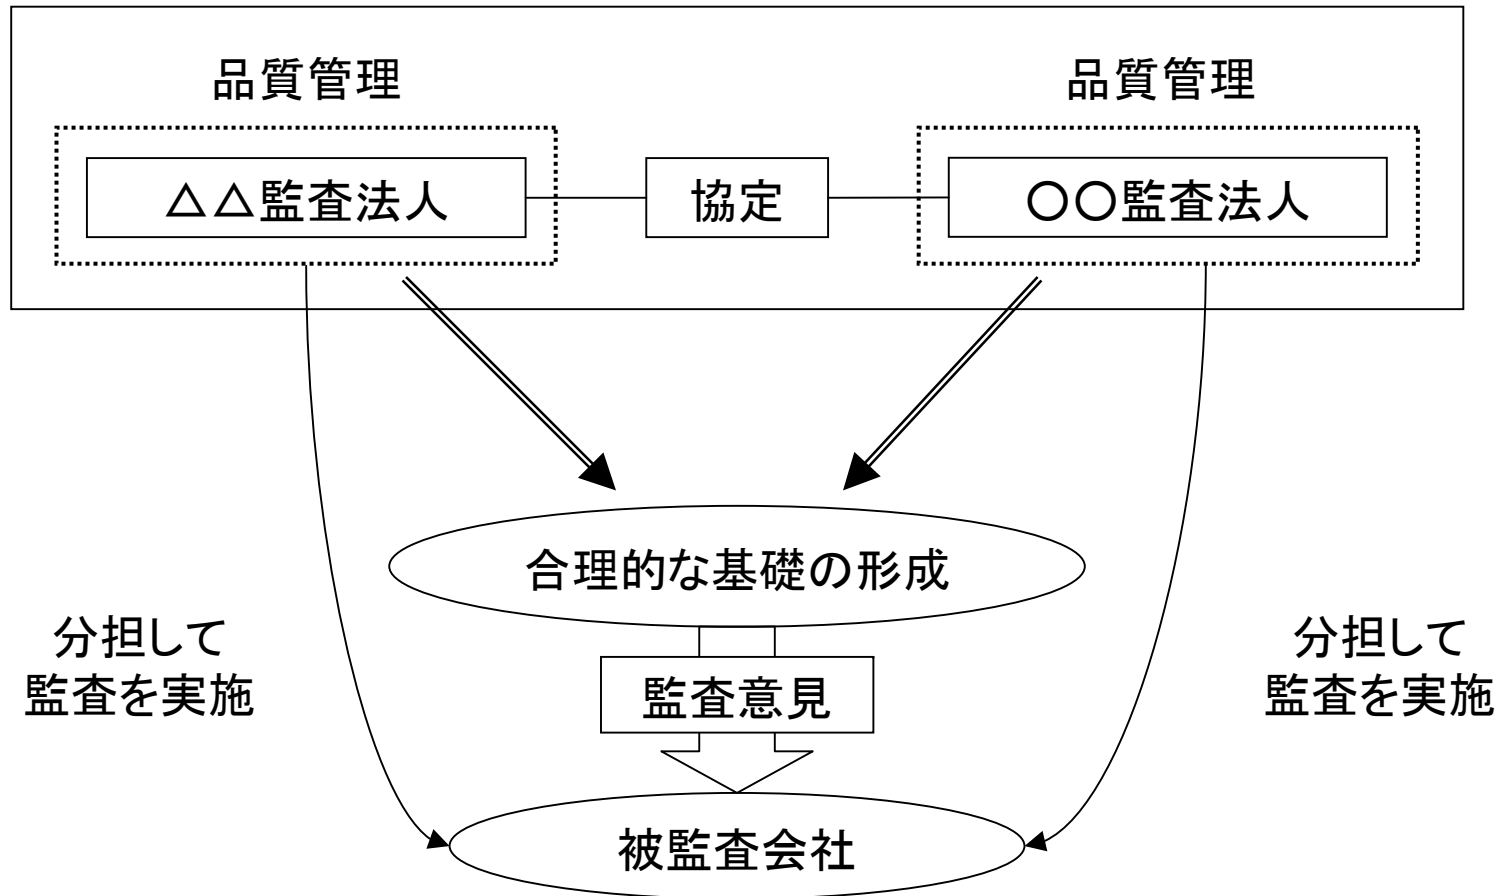 品質管理
品質管理
△△監査法人
協定
○○監査法人
合理的な基礎の形成
分担して
監査を実施
分担して
監査を実施
監査意見
被監査会社